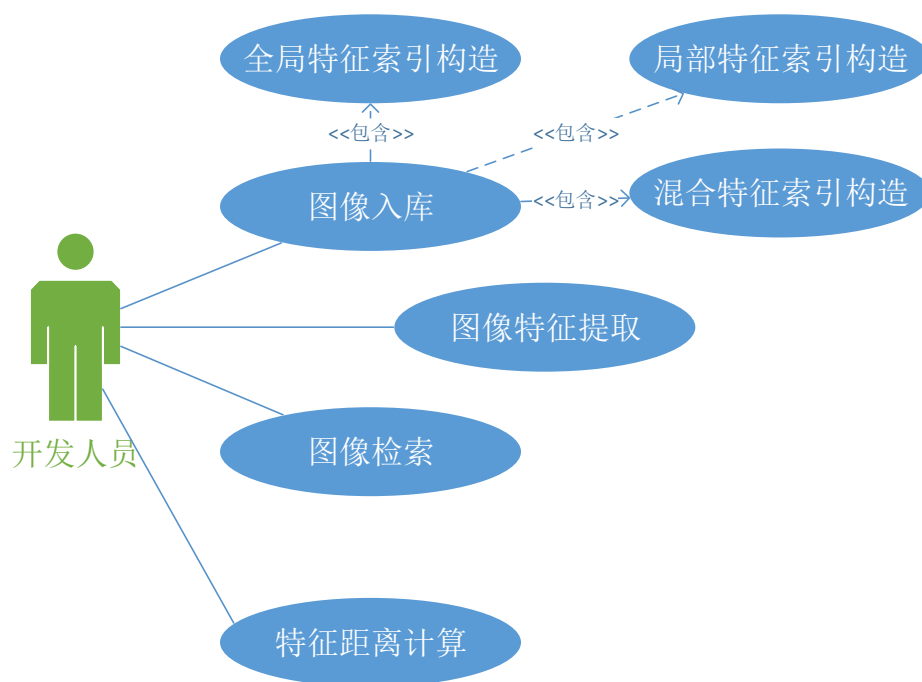 全局特征索引构造
局部特征索引构造
<<包含>>
<<包含>>
图像入库
<<包含>>
混合特征索引构造
图像特征提取
开发人员
图像检索
特征距离计算